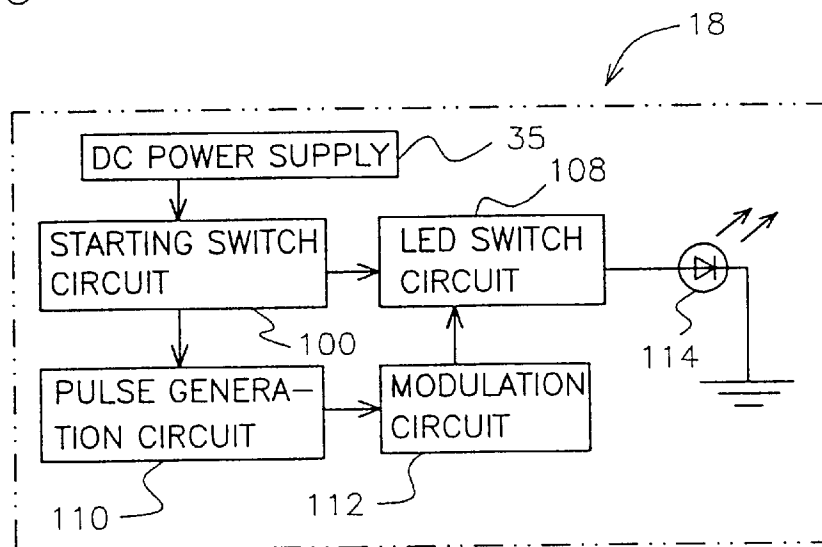 18
DC POWER SUPPLY
35
108
STARTING SWITCH
CIRCUIT
LED SWITCH
CIRCUIT
100
114
PULSE GENERA-
TION CIRCUIT
MODULATION
CIRCUIT
110
112